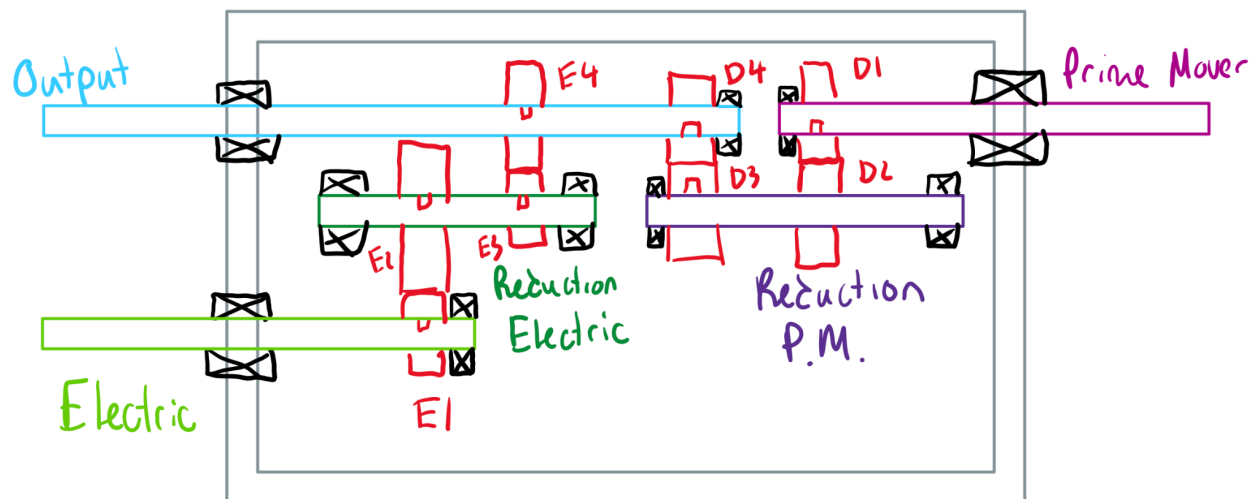 Output
E4
D4
D1
Prime Mover
D3
D2
E2
E3
Reduction
Electric
Reduction
P.M.
Electric
E1